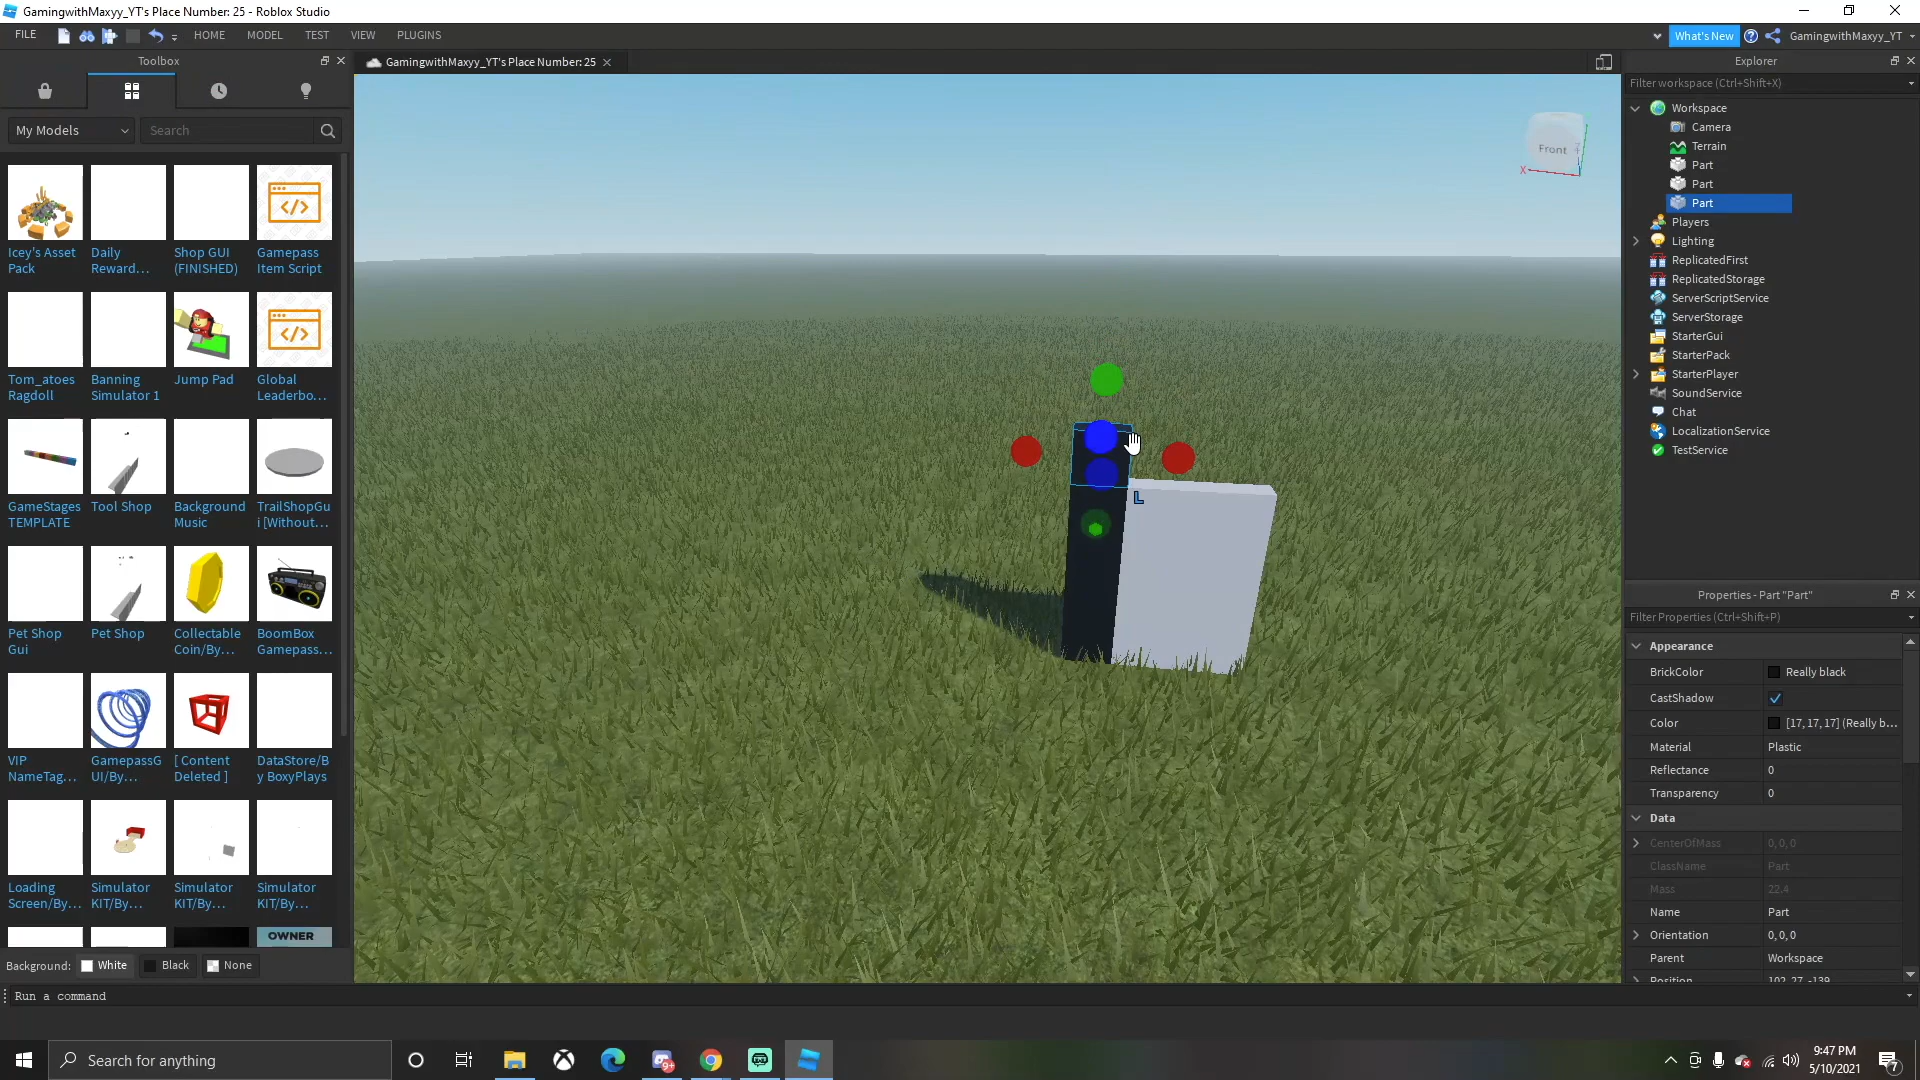 GamingwithMaxyy_YT's Place Number: 25 - Roblox Studio
FILE
HOME
MODEL
TEST
VIEW
PLUGINS
What's New
GamingwithMaxyy_YT
Toolbox
GamingwithMaxyy_YT's Place Number: 25
Explorer
Filter workspace (Ctrl+Shift+X)
My Models
Search
Icey's Asset Pack
Daily Reward...
Shop GUI (FINISHED)
Gamepass Item Script
Tom_atoes Ragdoll
Banning Simulator 1
Jump Pad
Global Leaderbo...
GameStages TEMPLATE
Tool Shop
Background Music
TrailShopGu i [Without...
Pet Shop Gui
Pet Shop
Collectable Coin/By...
BoomBox Gamepass...
VIP NameTag...
GamepassG UI/By...
[ Content Deleted ]
DataStore/B y BoxyPlays
Loading Screen/By...
Simulator KIT/By...
Simulator KIT/By...
Simulator KIT/By...
OWNER
Background:
White
Black
None
Front
X
L
Workspace
Camera
Terrain
Part
Part
Part
Players
Lighting
ReplicatedFirst
ReplicatedStorage
ServerScriptService
ServerStorage
StarterGui
StarterPack
StarterPlayer
SoundService
Chat
LocalizationService
TestService
Properties - Part "Part"
Filter Properties (Ctrl+Shift+P)
Appearance
BrickColor Really black
CastShadow
Color [17, 17, 17] (Really b...
Material Plastic
Reflectance 0
Transparency 0
Data
CenterOfMass 0, 0, 0
ClassName Part
Mass 22.4
Name Part
Orientation 0, 0, 0
Parent Workspace
Position 102, 27, -139
Run a command
Search for anything
9+
9:47 PM
5/10/2021
7